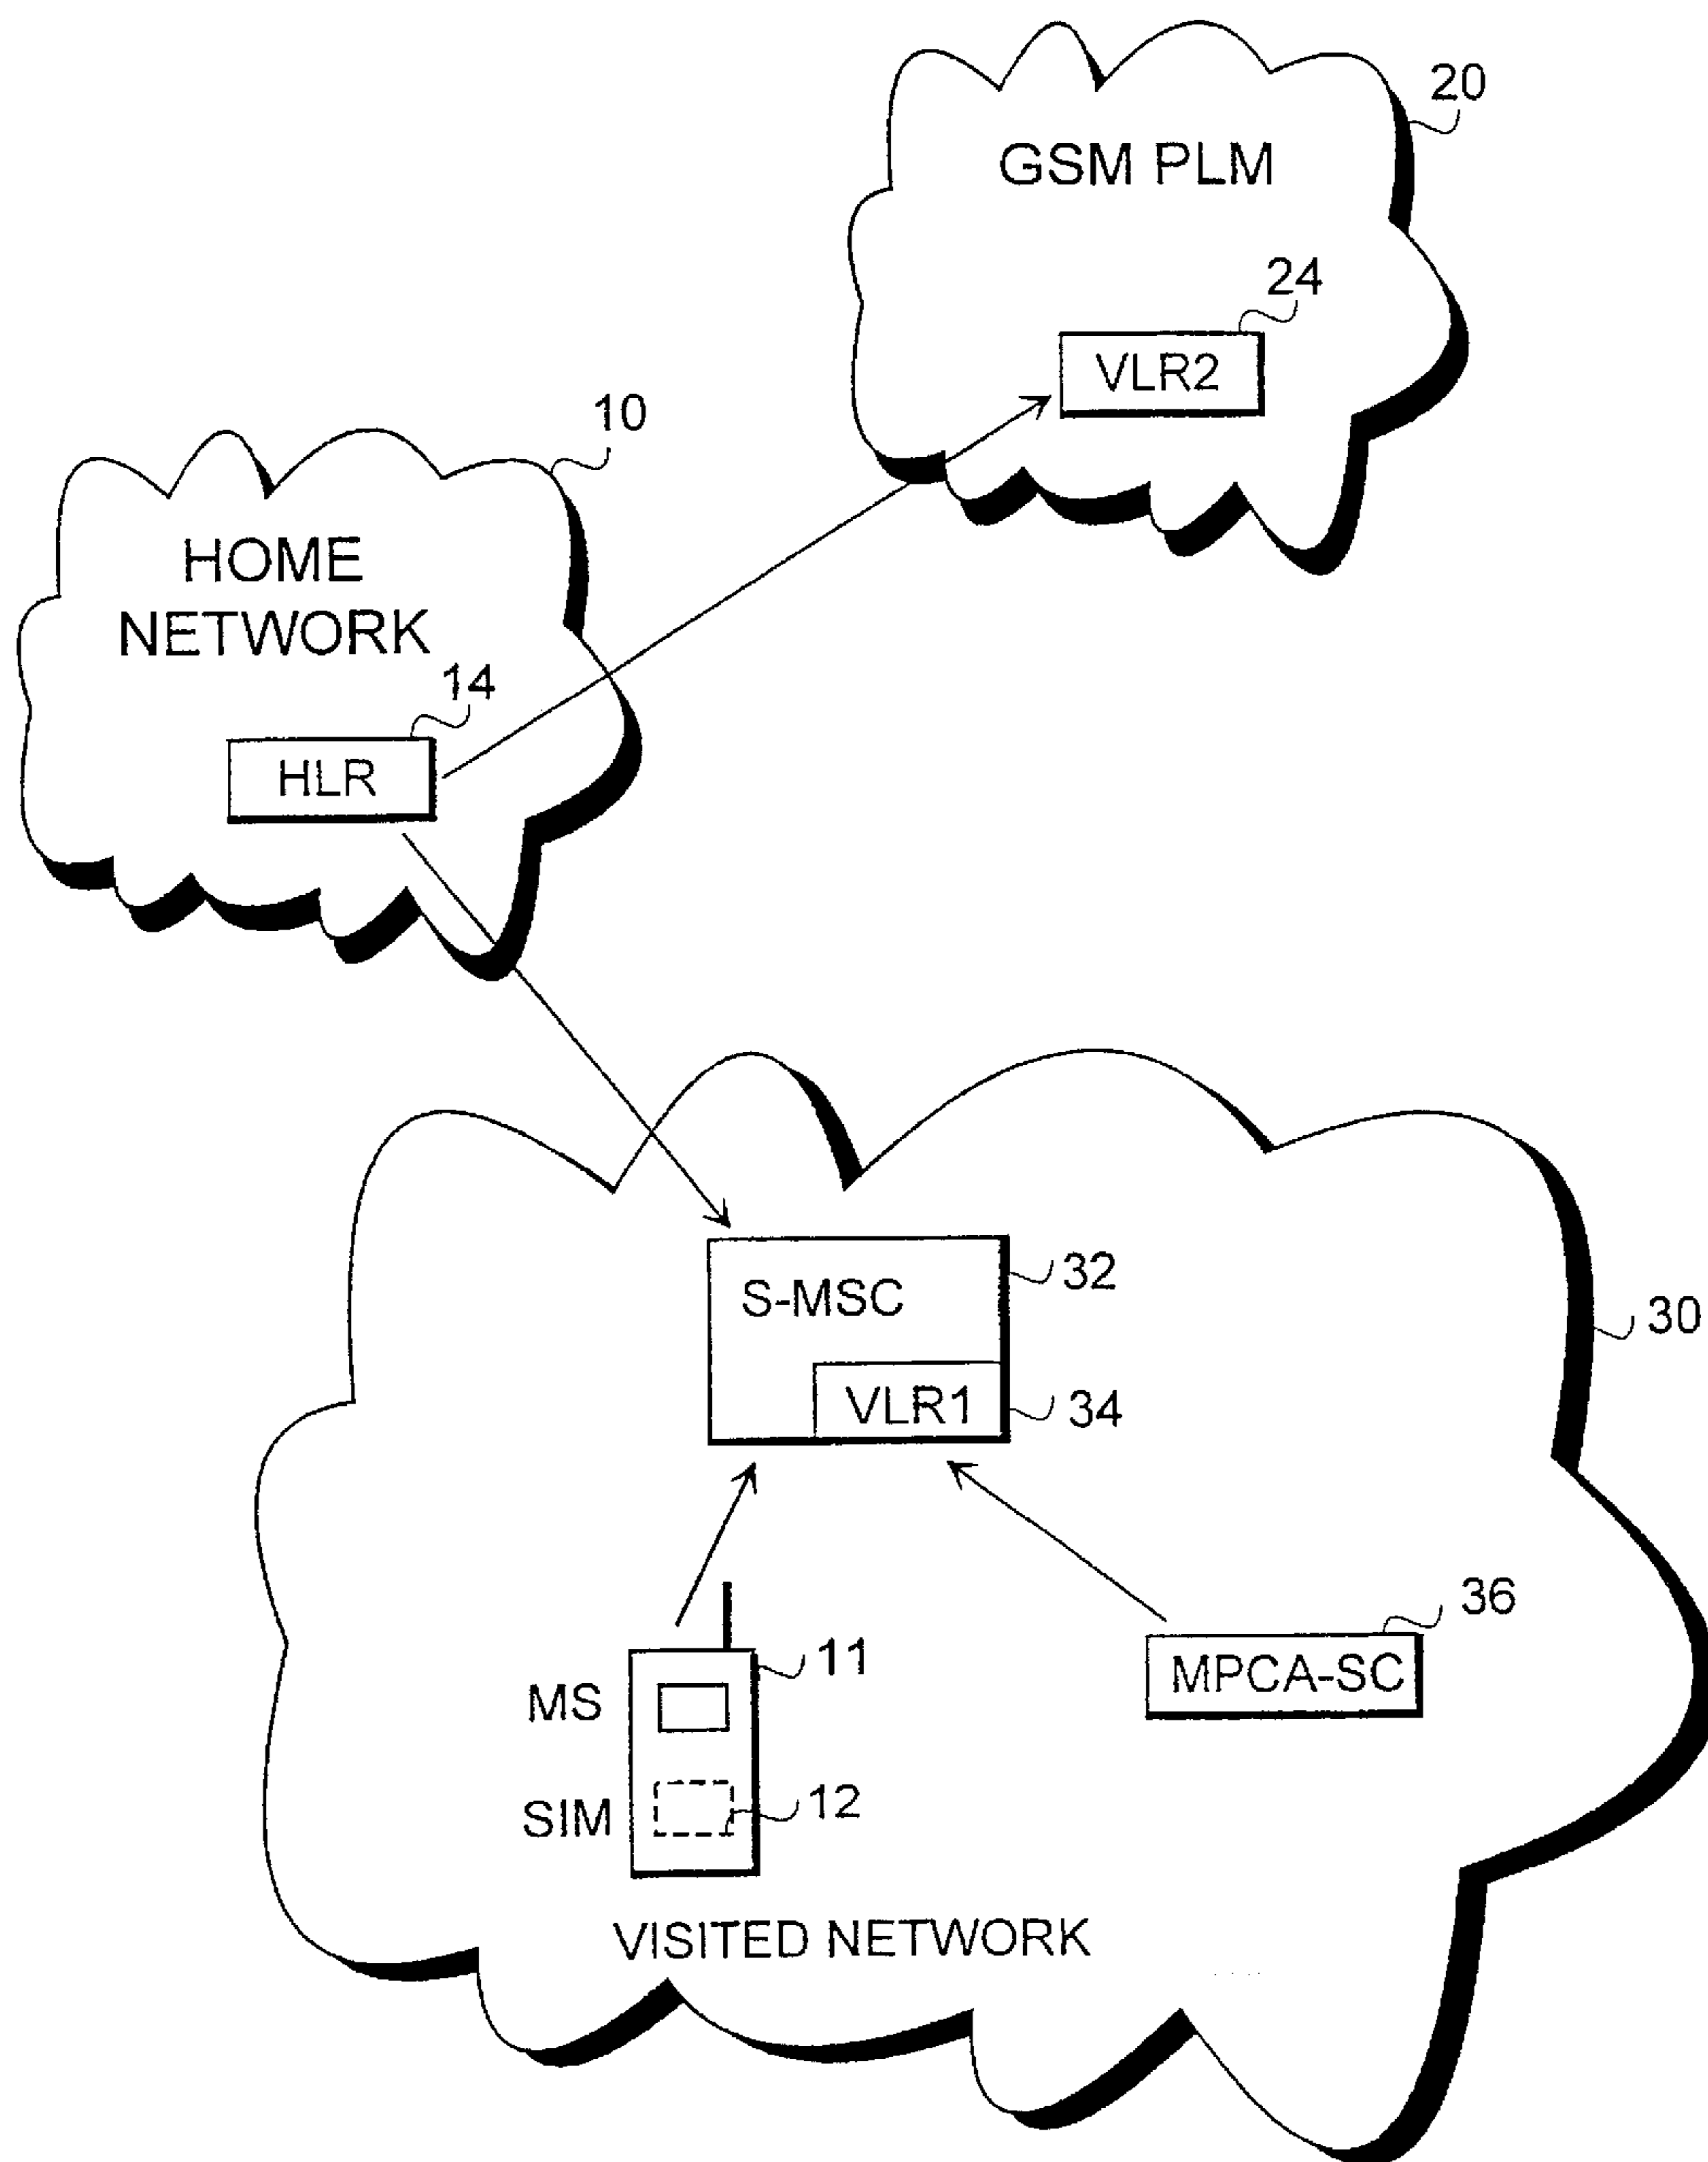 20
GSM PLM
24
VLR2
10
HOME
NETWORK
14
HLR
32
S-MSC
30
VLR1
34
36
11
MS
MPCA-SC
12
SIM
VISITED NETWORK